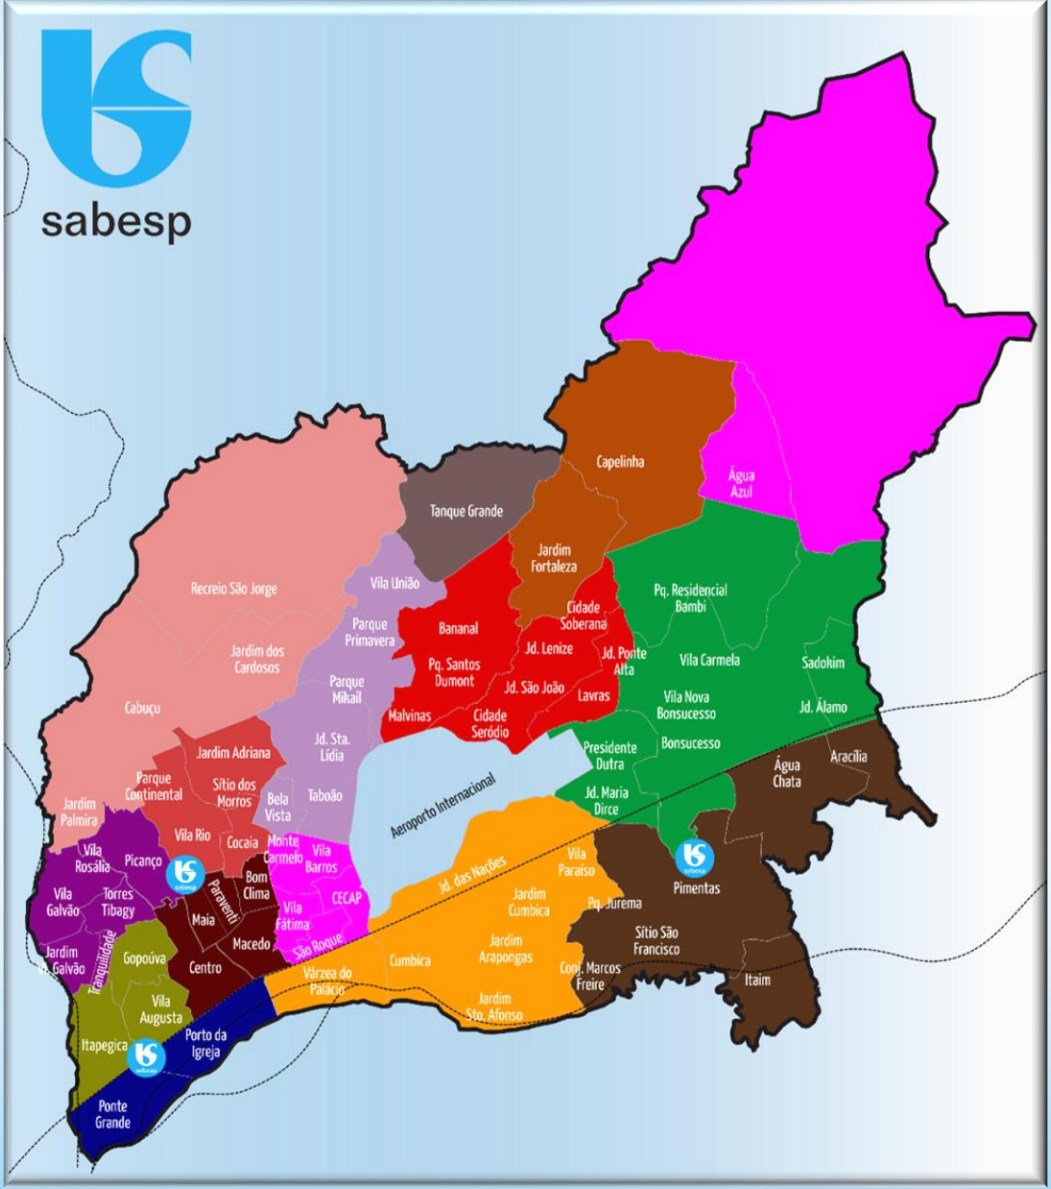 sabesp
Capelinha
Água
Azul
Tanque Grande
Jardim
Fortaleza
Vila União
Recreio São Jorge
Pq. Residencial
Bambi
Cidade
Soberana
Parque
Primavera
Bananal
Jd. Lenize
Jd. Ponte
Alta
Jardim dos
Cardosos
Vila Carmela
Sadokim
Pq. Santos
Dumont
Parque
Mikail
Jd. São João
Lavras
Vila Nova
Bonsucesso
Jd. Álamo
Cabuçu
Malvinas
Cidade
Seródio
Jd. Sta.
Lídia
Bonsucesso
Jardim Adriana
Presidente
Dutra
Aracília
Água
Chata
Parque
Continental
Sítio dos
Morros
Taboão
Bela
Vista
Jd. Maria
Dirce
Aeroporto Internacional
Jardim
Palmira
Vila Rio
Cocaia
Monte
Carmelo
Vila
Barros
Vila
Rosália
Picanço
sabesp
Vila
Paraiso
sabesp
Pimentas
Jd. das Nações
Bom
Clima
Paraventi
CECAP
Vila
Galvão
Torres
Tibagy
Maia
Vila
Fátima
Jardim
Cumbica
Pq. Jurema
Macedo
São Roque
Sítio São
Francisco
Jardim
Galvão
Tranquilidade
Gopoúva
Centro
Cumbica
Jardim
Arapongas
Várzea do
Palácio
Conj. Marcos
Freire
Itaim
Vila
Augusta
Jardim
Sto. Afonso
Itapegica
sabesp
Porto da
Igreja
Ponte
Grande